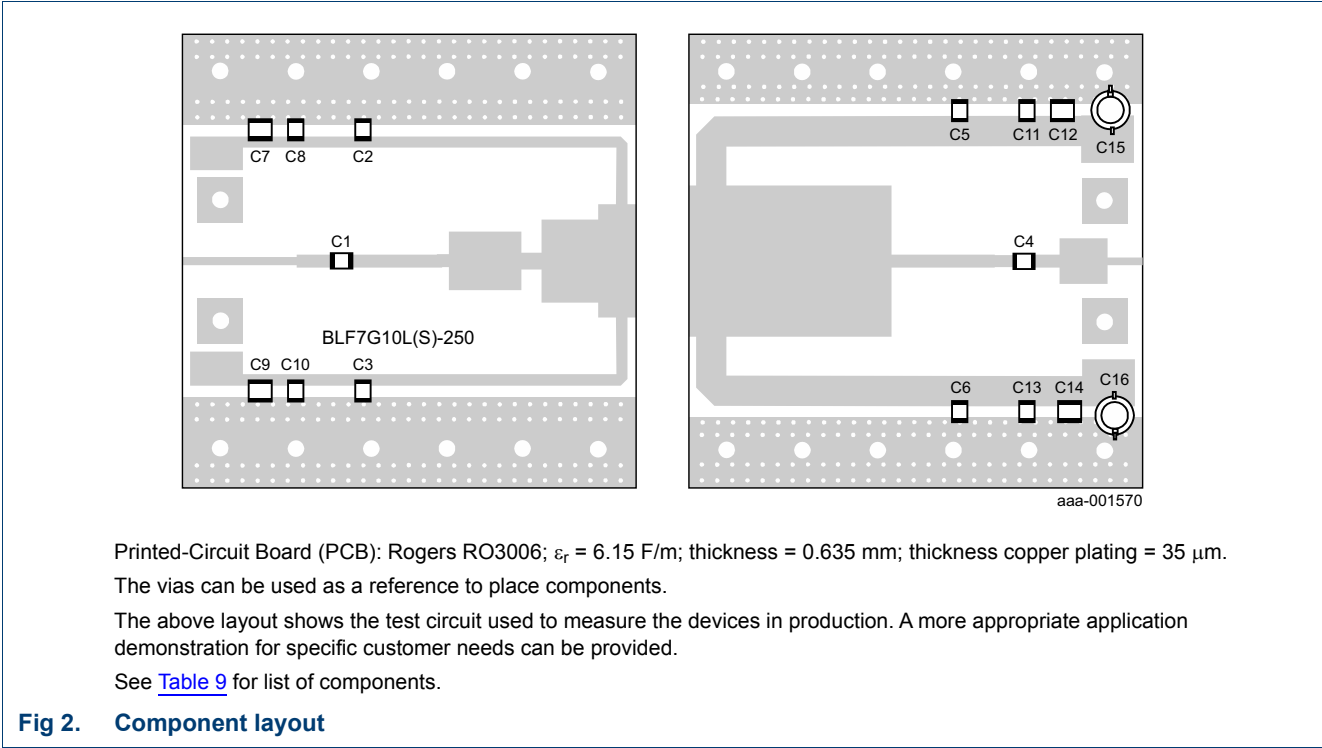 C7 C8 C2
C5 C11 C12
C15
C1
C4
BLF7G10L(S)-250
C9 C10 C3
C6 C13 C14 C16
aaa-001570
Printed-Circuit Board (PCB): Rogers RO3006; εr = 6.15 F/m; thickness = 0.635 mm; thickness copper plating = 35 μm.
The vias can be used as a reference to place components.
The above layout shows the test circuit used to measure the devices in production. A more appropriate application
demonstration for specific customer needs can be provided.
See Table 9 for list of components.
Fig 2. Component layout